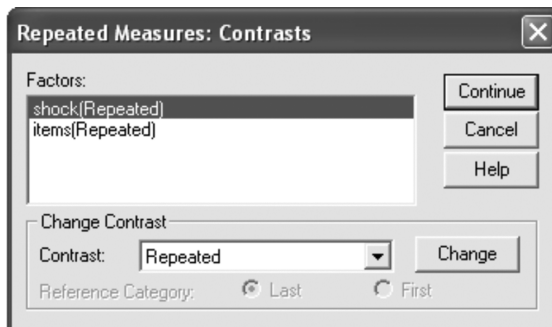 Repeated Measures: Contrasts
Factors:
shock(Repeated)
items(Repeated)
Continue
Cancel
Help
Change Contrast
Contrast: Repeated Change
Reference Category: Last First